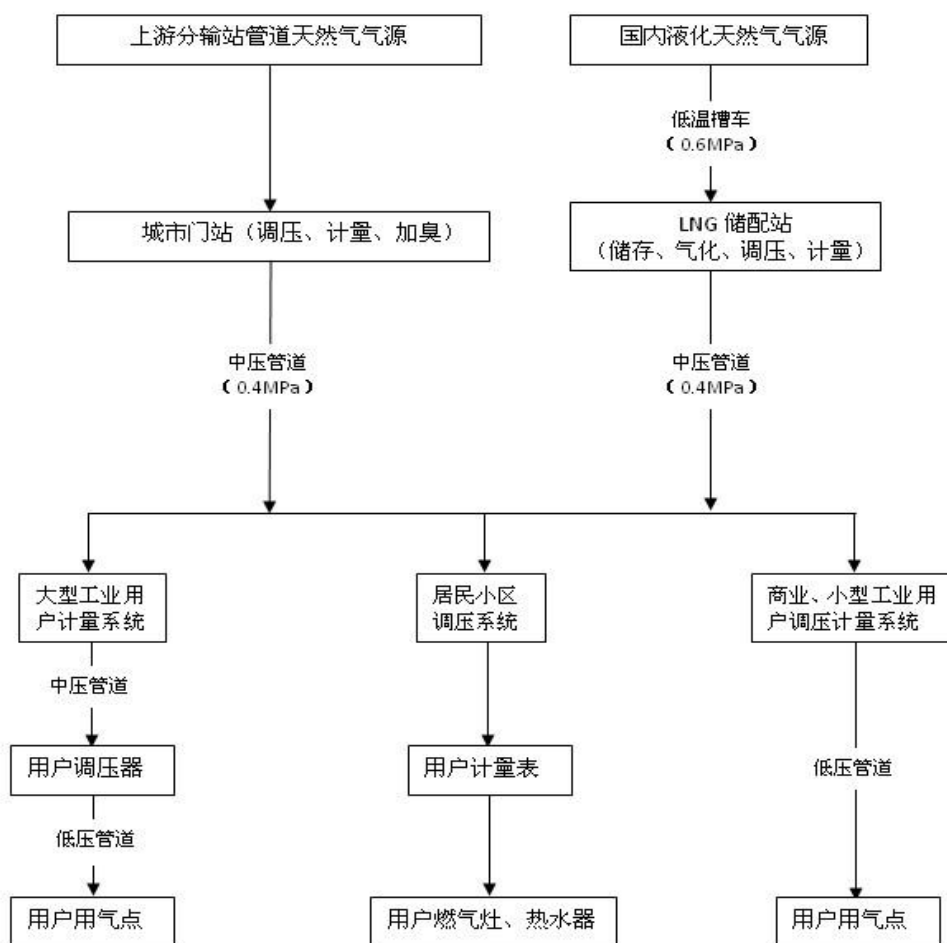 上游分输站管道天然气气源
国内液化天然气气源
低温槽车
（0.6MPa）
城市门站（调压、计量、加臭）
LNG 储配站
（储存、气化、调压、计量）
中压管道
（0.4MPa）
中压管道
（0.4MPa）
大型工业用
户计量系统
居民小区
调压系统
商业、小型工业用
户调压计量系统
中压管道
用户调压器
用户计量表
低压管道
低压管道
用户用气点
用户燃气灶、热水器
用户用气点